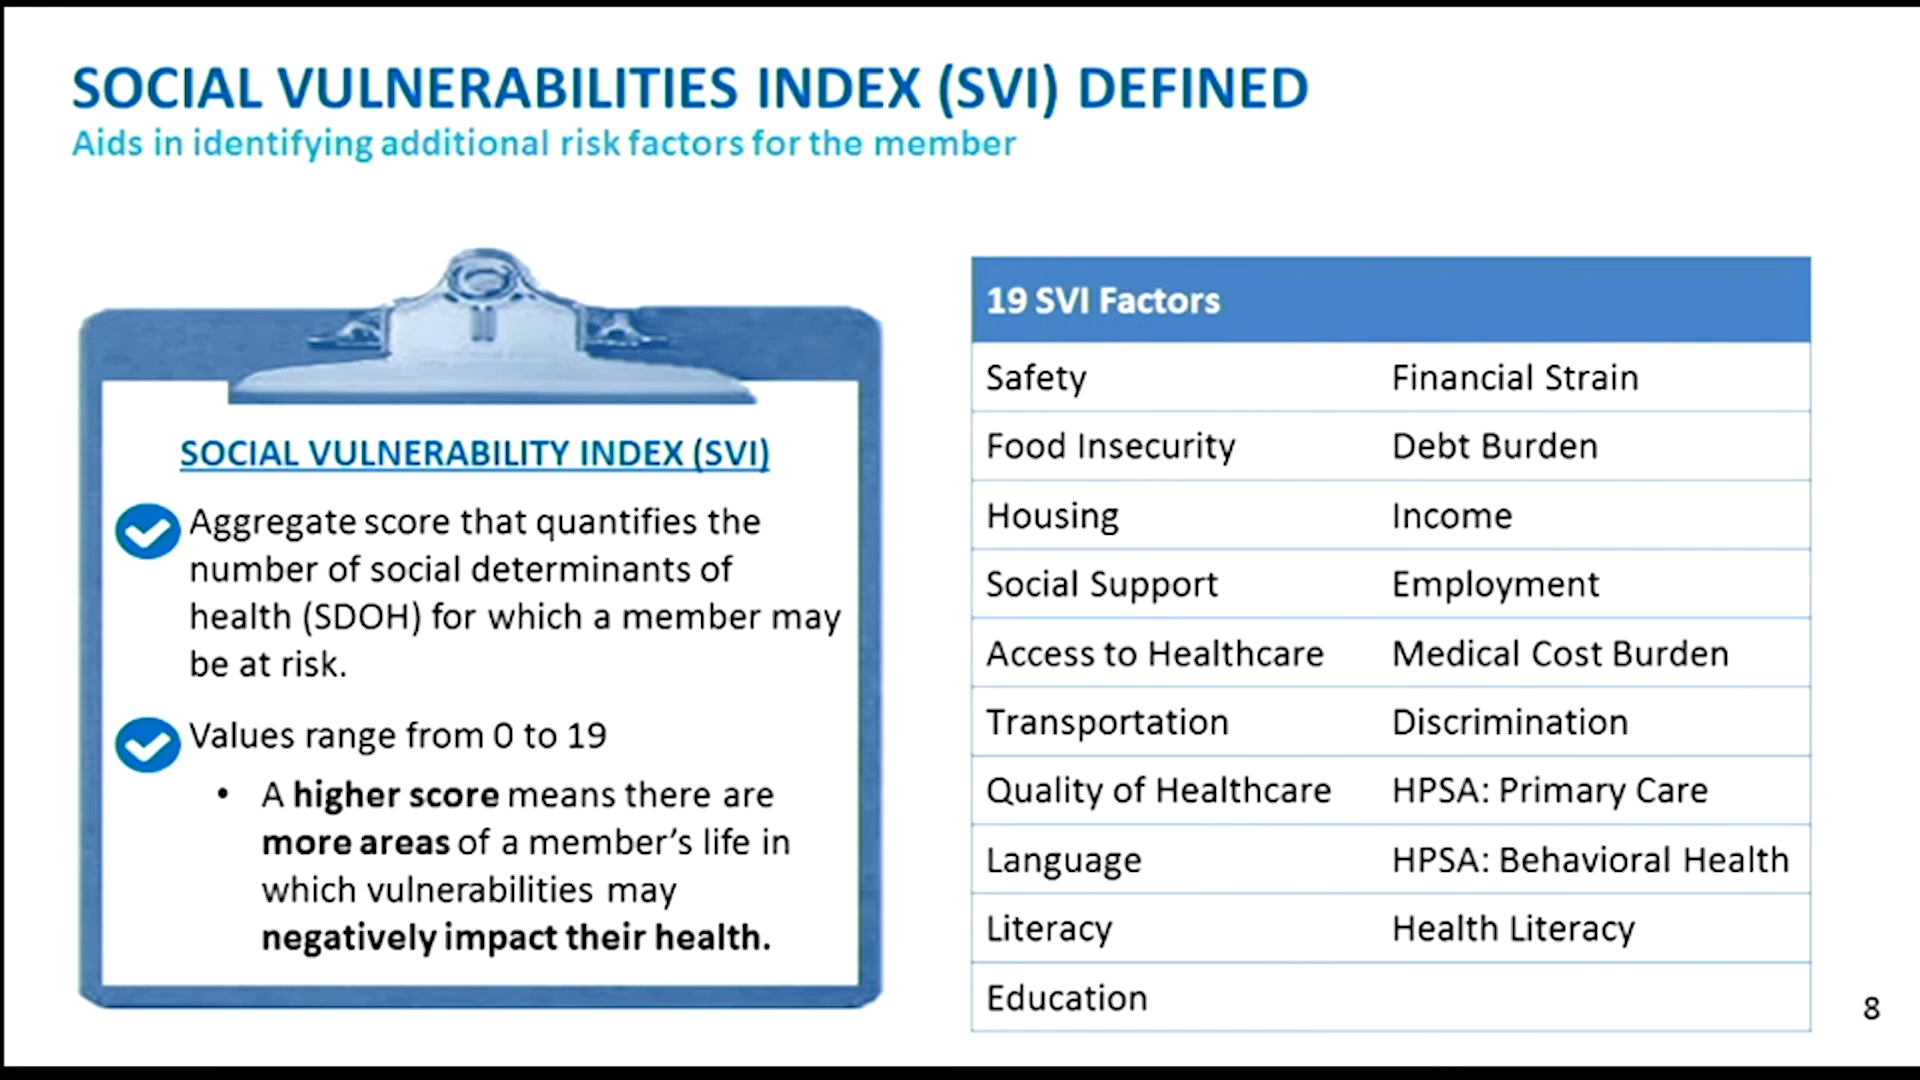 SOCIAL VULNERABILITIES INDEX (SVI) DEFINED
Aids in identifying additional risk factors for the member
SOCIAL VULNERABILITY INDEX (SVI)
Aggregate score that quantifies the
number of social determinants of
health (SDOH) for which a member may
be at risk.
Values range from 0 to 19
• A higher score means there are
more areas of a member’s life in
which vulnerabilities may
negatively impact their health.
19 SVI Factors
Safety Financial Strain
Food Insecurity Debt Burden
Housing Income
Social Support Employment
Access to Healthcare Medical Cost Burden
Transportation Discrimination
Quality of Healthcare HPSA: Primary Care
Language HPSA: Behavioral Health
Literacy Health Literacy
Education
8